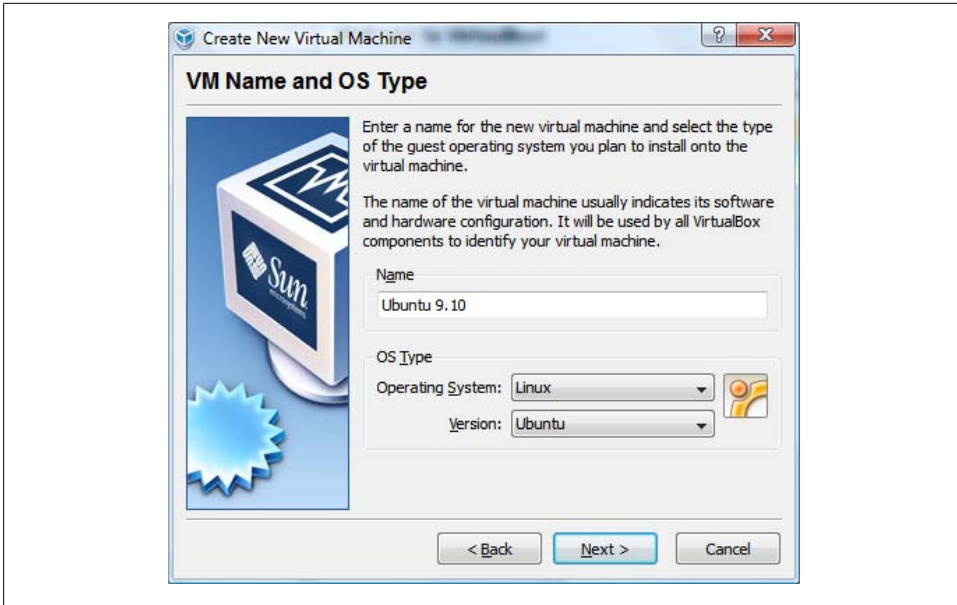 Create New Virtual Machine
VM Name and OS Type
Enter a name for the new virtual machine and select the type
of the guest operating system you plan to install onto the
virtual machine.
The name of the virtual machine usually indicates its software
and hardware configuration. It will be used by all VirtualBox
components to identify your virtual machine.
Sun
microsystems
Name
Ubuntu 9.10
OS Type
Operating System: Linux
Version: Ubuntu
< Back Next > Cancel